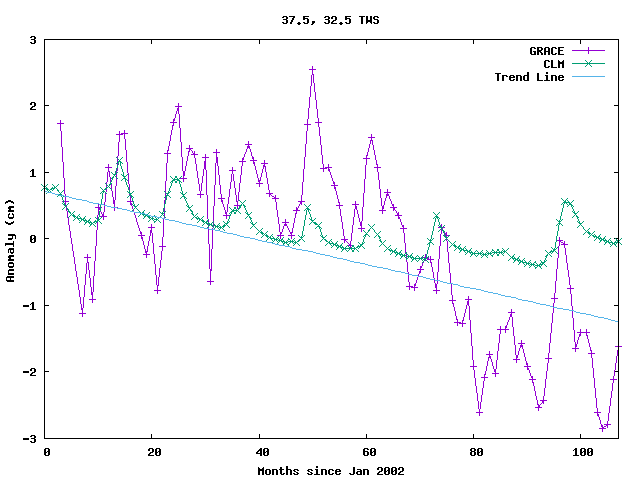 37.5, 32.5 TWS
GRACE
CLM
Trend Line
Anomaly (cm)
3
2
1
0
-1
-2
-3
0 20 40 60 80 100
Months since Jan 2002